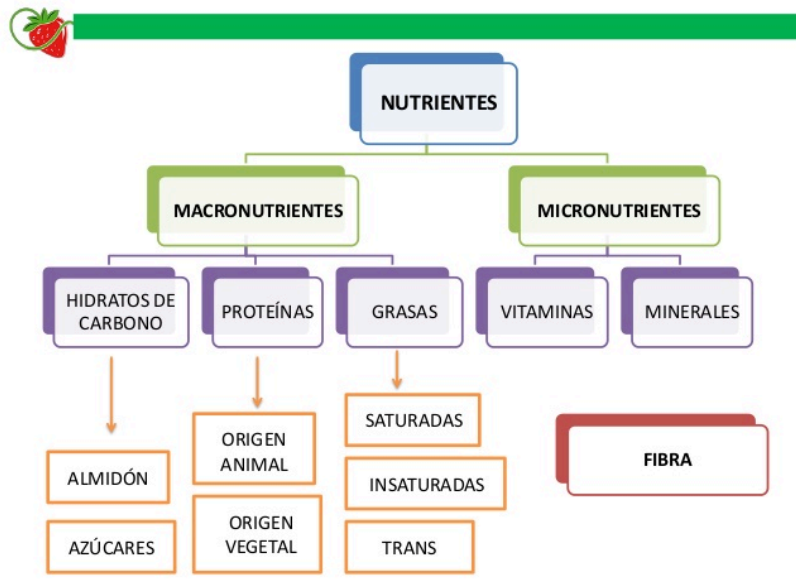 NUTRIENTES
MACRONUTRIENTES
MICRONUTRIENTES
HIDRATOS DE
CARBONO
PROTEÍNAS
GRASAS
VITAMINAS
MINERALES
ALMIDÓN
AZÚCARES
ORIGEN
ANIMAL
ORIGEN
VEGETAL
SATURADAS
INSATURADAS
TRANS
FIBRA